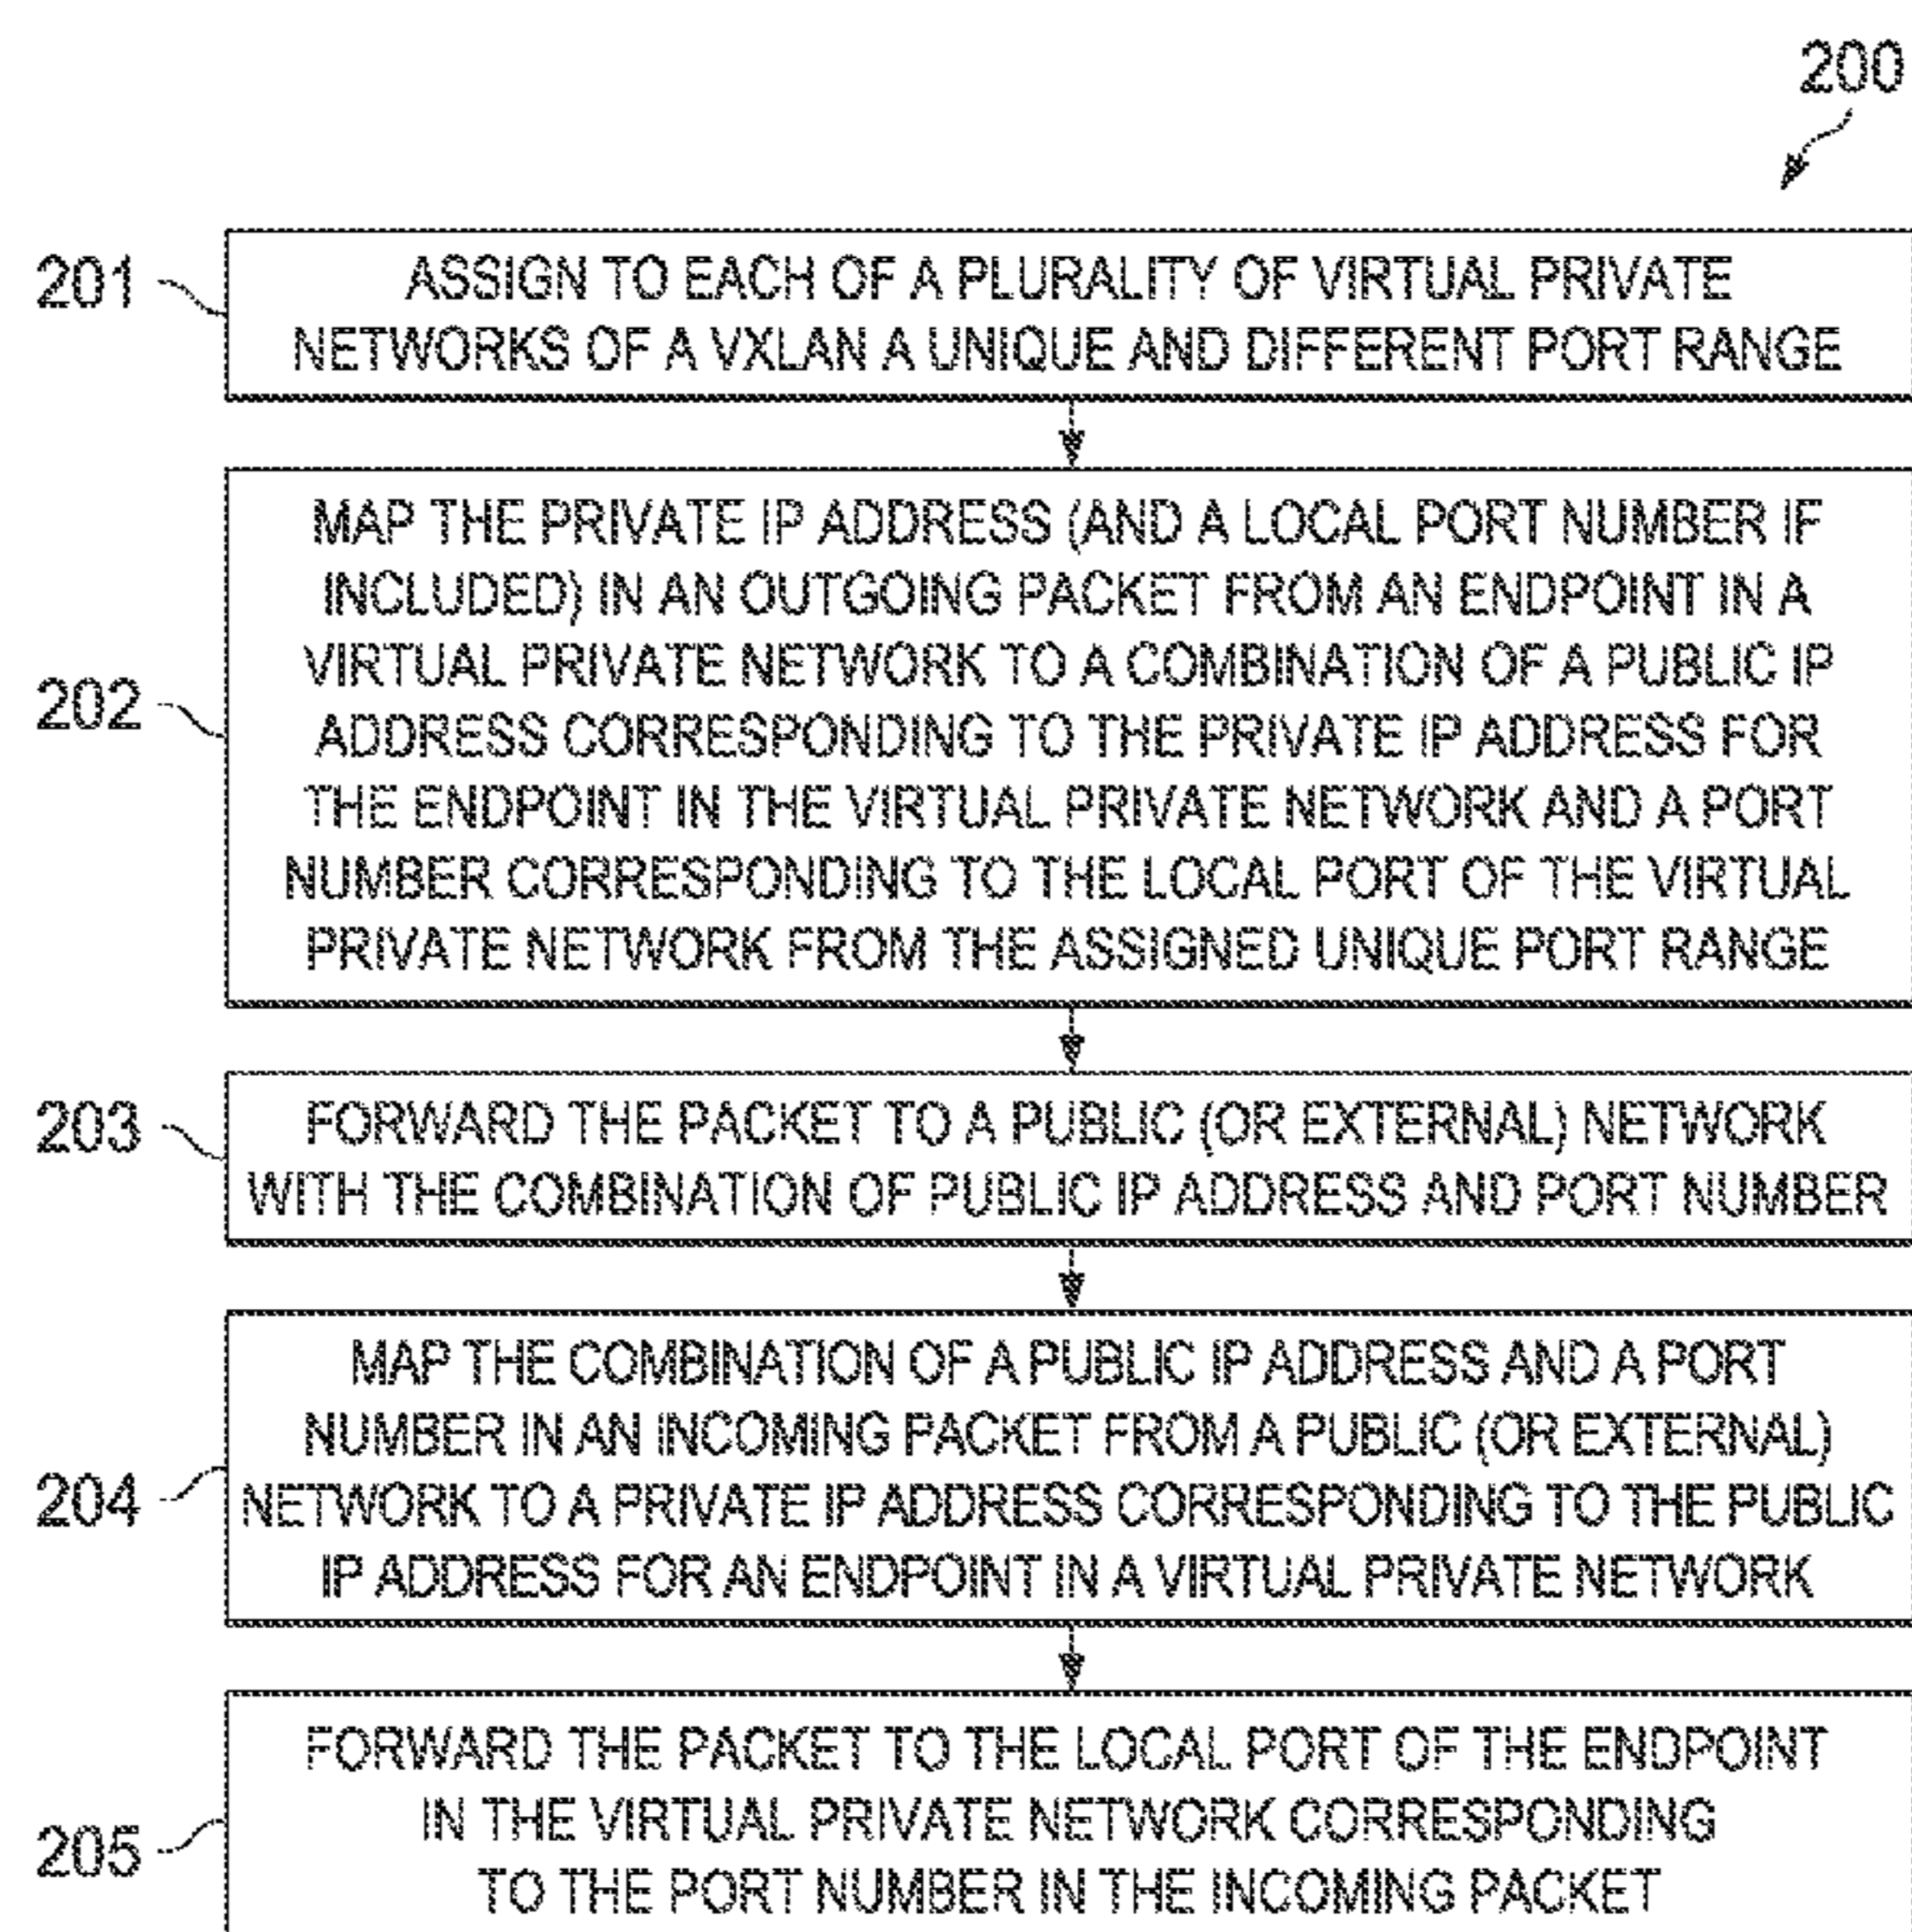 200
201
ASSIGN TO EACH OF A PLURALITY OF VIRTUAL PRIVATE
NETWORKS OF A VXLAN A UNIQUE AND DIFFERENT PORT RANGE
202
MAP THE PRIVATE IP ADDRESS (AND A LOCAL PORT NUMBER IF
INCLUDED) IN AN OUTGOING PACKET FROM AN ENDPOINT IN A
VIRTUAL PRIVATE NETWORK TO A COMBINATION OF A PUBLIC IP
ADDRESS CORRESPONDING TO THE PRIVATE IP ADDRESS FOR
THE ENDPOINT IN THE VIRTUAL PRIVATE NETWORK AND A PORT
NUMBER CORRESPONDING TO THE LOCAL PORT OF THE VIRTUAL
PRIVATE NETWORK FROM THE ASSIGNED UNIQUE PORT RANGE
203
FORWARD THE PACKET TO A PUBLIC (OR EXTERNAL) NETWORK
WITH THE COMBINATION OF PUBLIC IP ADDRESS AND PORT NUMBER
204
MAP THE COMBINATION OF A PUBLIC IP ADDRESS AND A PORT
NUMBER IN AN INCOMING PACKET FROM A PUBLIC (OR EXTERNAL)
NETWORK TO A PRIVATE IP ADDRESS CORRESPONDING TO THE PUBLIC
IP ADDRESS FOR AN ENDPOINT IN A VIRTUAL PRIVATE NETWORK
205
FORWARD THE PACKET TO THE LOCAL PORT OF THE ENDPOINT
IN THE VIRTUAL PRIVATE NETWORK CORRESPONDING
TO THE PORT NUMBER IN THE INCOMING PACKET